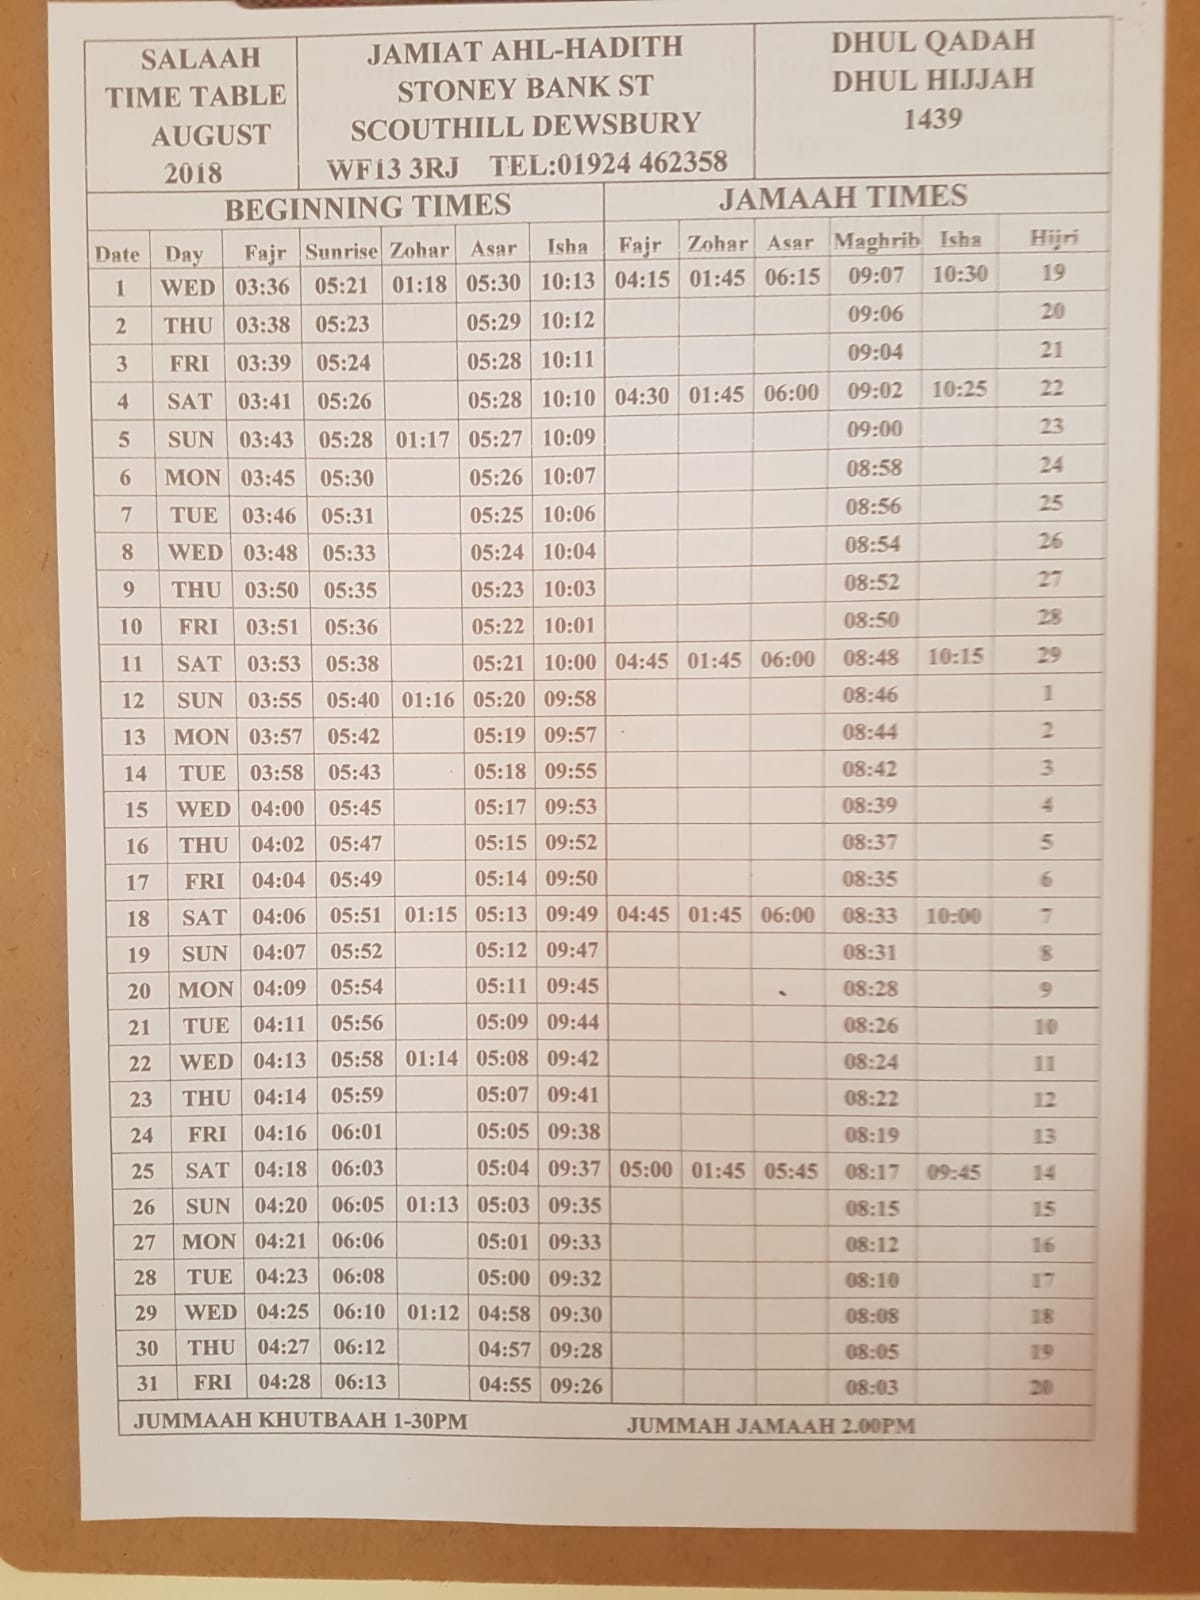 SALAAH
TIME TABLE
AUGUST
2018
JAMIAT AHL-HADITH
STONEY BANK ST
SCOUTHILL DEWSBURY
WF13 3RJ TEL:01924 462358
DHUL QADAH
DHUL HIJJAH
1439
BEGINNING TIMES JAMAAH TIMES
Date Day Fajr Sunrise Zohar Asar Isha Fajr Zohar Asar Maghrib Isha Hijri
1 WED 03:36 05:21 01:18 05:30 10:13 04:15 01:45 06:15 09:07 10:30 19
2 THU 03:38 05:23 05:29 10:12 09:06 20
3 FRI 03:39 05:24 05:28 10:11 09:04 21
4 SAT 03:41 05:26 05:28 10:10 04:30 01:45 06:00 09:02 10:25 22
5 SUN 03:43 05:28 01:17 05:27 10:09 09:00 23
6 MON 03:45 05:30 05:26 10:07 08:58 24
7 TUE 03:46 05:31 05:25 10:06 08:56 25
8 WED 03:48 05:33 05:24 10:04 08:54 26
9 THU 03:50 05:35 05:23 10:03 08:52 27
10 FRI 03:51 05:36 05:22 10:01 08:50 28
11 SAT 03:53 05:38 05:21 10:00 04:45 01:45 06:00 08:48 10:15 29
12 SUN 03:55 05:40 01:16 05:20 09:58 08:46 1
13 MON 03:57 05:42 05:19 09:57 08:44 2
14 TUE 03:58 05:43 05:18 09:55 08:42 3
15 WED 04:00 05:45 05:17 09:53 08:39 4
16 THU 04:02 05:47 05:15 09:52 08:37 5
17 FRI 04:04 05:49 05:14 09:50 08:35 6
18 SAT 04:06 05:51 01:15 05:13 09:49 04:45 01:45 06:00 08:33 10:00 7
19 SUN 04:07 05:52 05:12 09:47 08:31 8
20 MON 04:09 05:54 05:11 09:45 08:28 9
21 TUE 04:11 05:56 05:09 09:44 08:26 10
22 WED 04:13 05:58 01:14 05:08 09:42 08:24 11
23 THU 04:14 05:59 05:07 09:41 08:22 12
24 FRI 04:16 06:01 05:05 09:38 08:19 13
25 SAT 04:18 06:03 05:04 09:37 05:00 01:45 05:45 08:17 09:45 14
26 SUN 04:20 06:05 01:13 05:03 09:35 08:15 15
27 MON 04:21 06:06 05:01 09:33 08:12 16
28 TUE 04:23 06:08 05:00 09:32 08:10 17
29 WED 04:25 06:10 01:12 04:58 09:30 08:08 18
30 THU 04:27 06:12 04:57 09:28 08:05 19
31 FRI 04:28 06:13 04:55 09:26 08:03 20
JUMMAAH KHUTBAAH 1-30PM JUMMAH JAMAAH 2.00PM